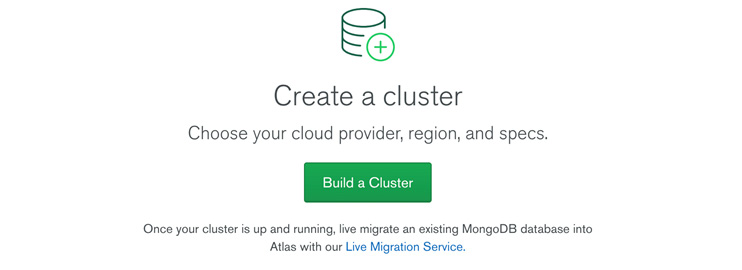 Create a cluster
Choose your cloud provider, region, and specs.
Build a Cluster
Once your cluster is up and running, live migrate an existing MongoDB database into
Atlas with our Live Migration Service.